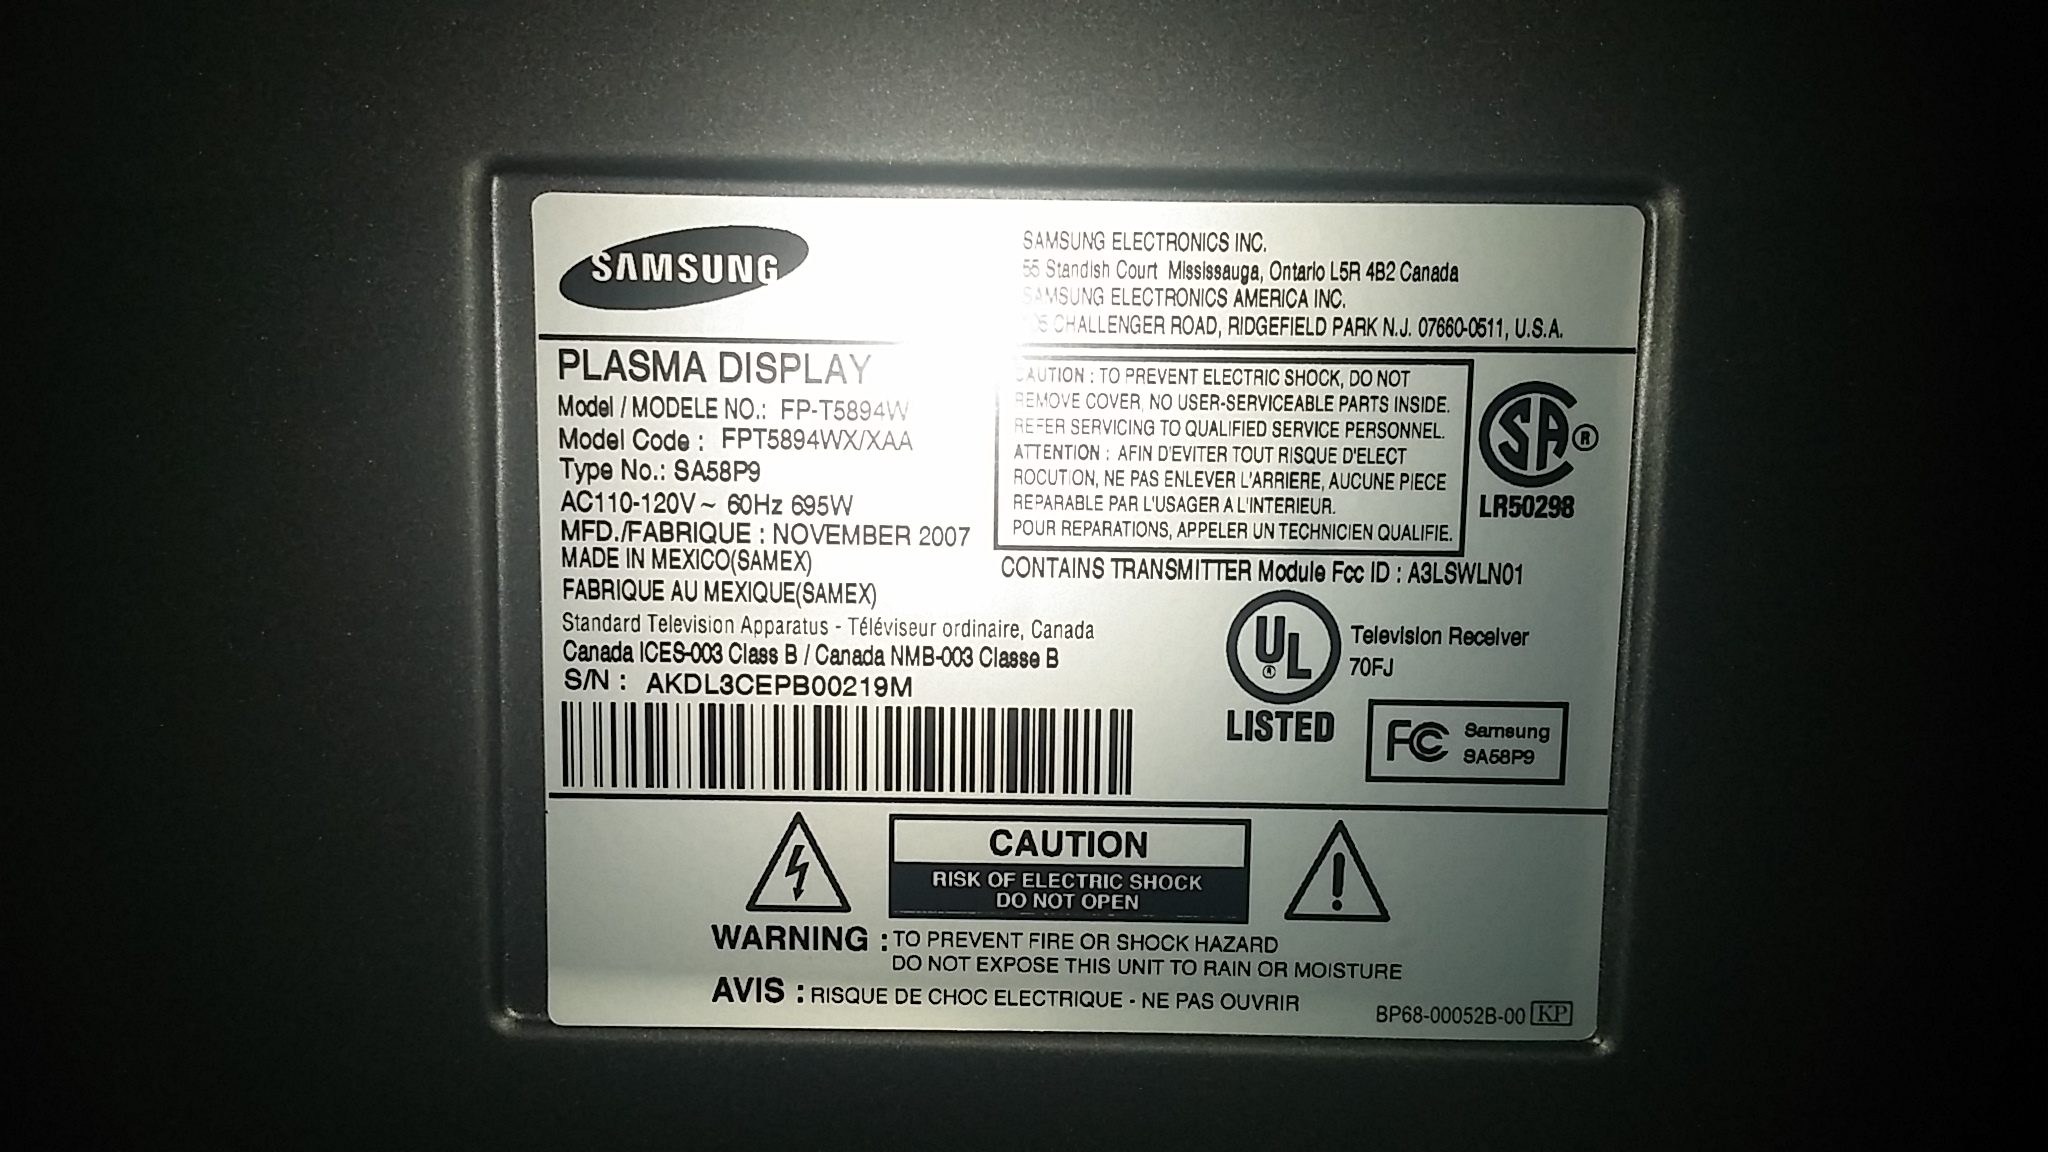 SAMSUNG
SAMSUNG ELECTRONICS INC.
55 Standish Court Mississauga, Ontario L5R 4B2 Canada
SAMSUNG ELECTRONICS AMERICA INC.
CHALLENGER ROAD, RIDGEFIELD PARK N.J. 07660-0511, U.S.A.
PLASMA DISPLAY
Model / MODELE NO.: FP-T5894W
Model Code : FPT5894WX/XAA
Type No.: SA58P9
AC110-120V~ 60Hz 695W
MFD./FABRIQUE : NOVEMBER 2007
MADE IN MEXICO(SAMEX)
FABRIQUE AU MEXIQUE(SAMEX)
Standard Television Apparatus - Téléviseur ordinaire, Canada
Canada ICES-003 Class B / Canada NMB-003 Classe B
S/N : AKDL3CEPB00219M
CAUTION : TO PREVENT ELECTRIC SHOCK, DO NOT
REMOVE COVER, NO USER-SERVICEABLE PARTS INSIDE.
REFER SERVICING TO QUALIFIED SERVICE PERSONNEL.
ATTENTION : AFIN D'EVITER TOUT RISQUE D'ELECT
ROCUTION, NE PAS ENLEVER L'ARRIERE, AUCUNE PIECE
REPARABLE PAR L'USAGER A L'INTERIEUR.
POUR REPARATIONS, APPELER UN TECHNICIEN QUALIFIE.
SA ®
LR50298
CONTAINS TRANSMITTER Module Fcc ID : A3LSWLN01
UL ®
LISTED
Television Receiver
70FJ
FC Samsung
SA58P9
CAUTION
RISK OF ELECTRIC SHOCK
DO NOT OPEN
WARNING : TO PREVENT FIRE OR SHOCK HAZARD
DO NOT EXPOSE THIS UNIT TO RAIN OR MOISTURE
AVIS : RISQUE DE CHOC ELECTRIQUE - NE PAS OUVRIR
BP68-00052B-00 KP